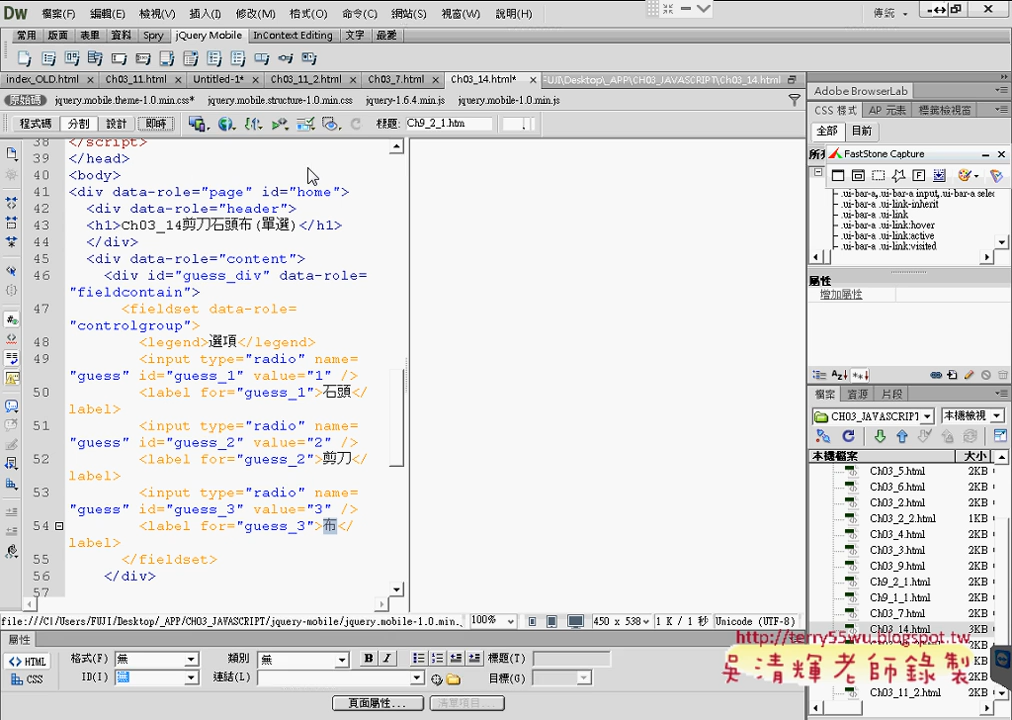 Dw 檔案(F) 編輯(E) 檢視(V) 插入(I) 修改(M) 格式(O) 命令(C) 網站(S) 視窗(W) 說明(H) 傳統
常用 版面 表單 資料 Spry jQuery Mobile InContext Editing 文字 最愛
index_OLD.html × Ch03_11.html × Untitled-1* × Ch03_11_2.html × Ch03_7.html × Ch03_14.html* × FUJI\Desktop\_APP\CH03_JAVASCRIPT\Ch03_14.html
原始碼 jquery.mobile.theme-1.0.min.css* jquery.mobile.structure-1.0.min.css jquery-1.6.4.min.js jquery.mobile-1.0.min.js
程式碼 分割 設計 即時 標題: Ch9_2_1.htm
38 </script>
39 </head>
40 <body>
41 <div data-role="page" id="home">
42 <div data-role="header">
43 <h1>Ch03_14剪刀石頭布(單選)</h1>
44 </div>
45 <div data-role="content">
46 <div id="guess_div" data-role=
"fieldcontain">
47 <fieldset data-role=
"controlgroup">
48 <legend>選項</legend>
49 <input type="radio" name=
"guess" id="guess_1" value="1" />
50 <label for="guess_1">石頭</
label>
51 <input type="radio" name=
"guess" id="guess_2" value="2" />
52 <label for="guess_2">剪刀</
label>
53 <input type="radio" name=
"guess" id="guess_3" value="3" />
54 <label for="guess_3">布</
label>
55 </fieldset>
56 </div>
57
file:///C|/Users/FUJI/Desktop/_APP/CH03_JAVASCRIPT/jquery-mobile/jquery.mobile-1.0.min. 100% 450 x 538 1 K / 1 秒 Unicode (UTF-8)
屬性
<> HTML 格式(F) 無 類別 無 B I 標題(T)
CSS ID(I) 無 連結(L) 目標(G)
頁面屬性... 清單項目...
Adobe BrowserLab
CSS 樣式 AP 元素 標籤檢視器
全部 目前
FastStone Capture
.ui-bar-a,.ui-bar-a input,.ui-bar-a selec
.ui-bar-a .ui-link-inherit
.ui-bar-a .ui-link
.ui-bar-a .ui-link:hover
.ui-bar-a .ui-link:active
.ui-bar-a .ui-link:visited
屬性
增加屬性
檔案 資源 片段
CH03_JAVASCRIPT 本機檢視
本機檔案 大小
Ch03_5.html 2KB
Ch03_6.html 2KB
Ch03_2.html 2KB
Ch03_2_2.html 1KB
Ch03_4.html 2KB
Ch03_3.html 2KB
Ch03_9.html 2KB
Ch9_2_1.html 2KB
Ch9_1_1.html 2KB
Ch03_7.html 2KB
Ch03_14.html 3KB
http://terry55wu.blogspot.tw
吳清輝老師錄製
Ch03_11_2.html 2KB